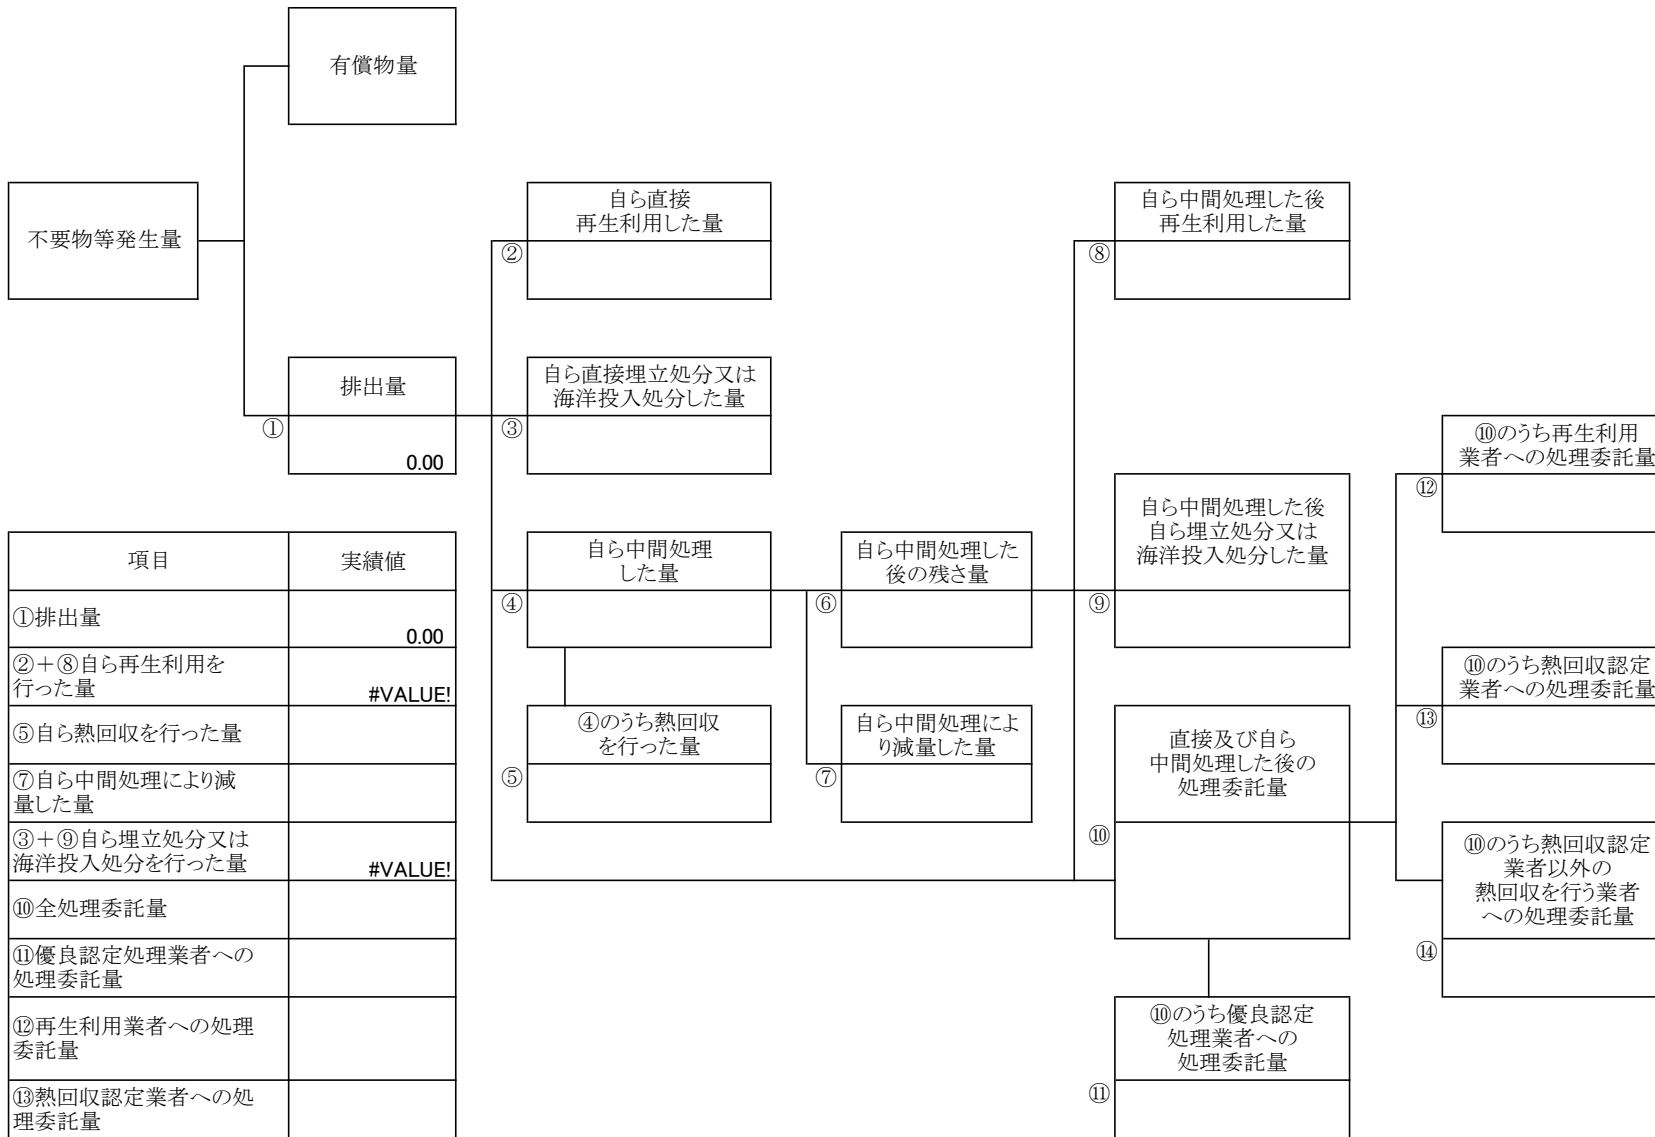 有償物量
不要物等発生量
自ら直接
再生利用した量
②
自ら中間処理した後
再生利用した量
⑧
排出量
①
0.00
自ら直接埋立処分又は
海洋投入処分した量
③
⑩のうち再生利用
業者への処理委託量
⑫
自ら中間処理した後
自ら埋立処分又は
海洋投入処分した量
⑨
自ら中間処理
した量
④
自ら中間処理した
後の残さ量
⑥
⑩のうち熱回収認定
業者への処理委託量
⑬
④のうち熱回収
を行った量
⑤
自ら中間処理によ
り減量した量
⑦
直接及び自ら
中間処理した後の
処理委託量
⑩
⑩のうち熱回収認定
業者以外の
熱回収を行う業者
への処理委託量
⑭
⑩のうち優良認定
処理業者への
処理委託量
⑪
項目
実績値
①排出量
0.00
②＋⑧自ら再生利用を
行った量
#VALUE!
⑤自ら熱回収を行った量
⑦自ら中間処理により減
量した量
③＋⑨自ら埋立処分又は
海洋投入処分を行った量
#VALUE!
⑩全処理委託量
⑪優良認定処理業者への
処理委託量
⑫再生利用業者への処理
委託量
⑬熱回収認定業者への処
理委託量